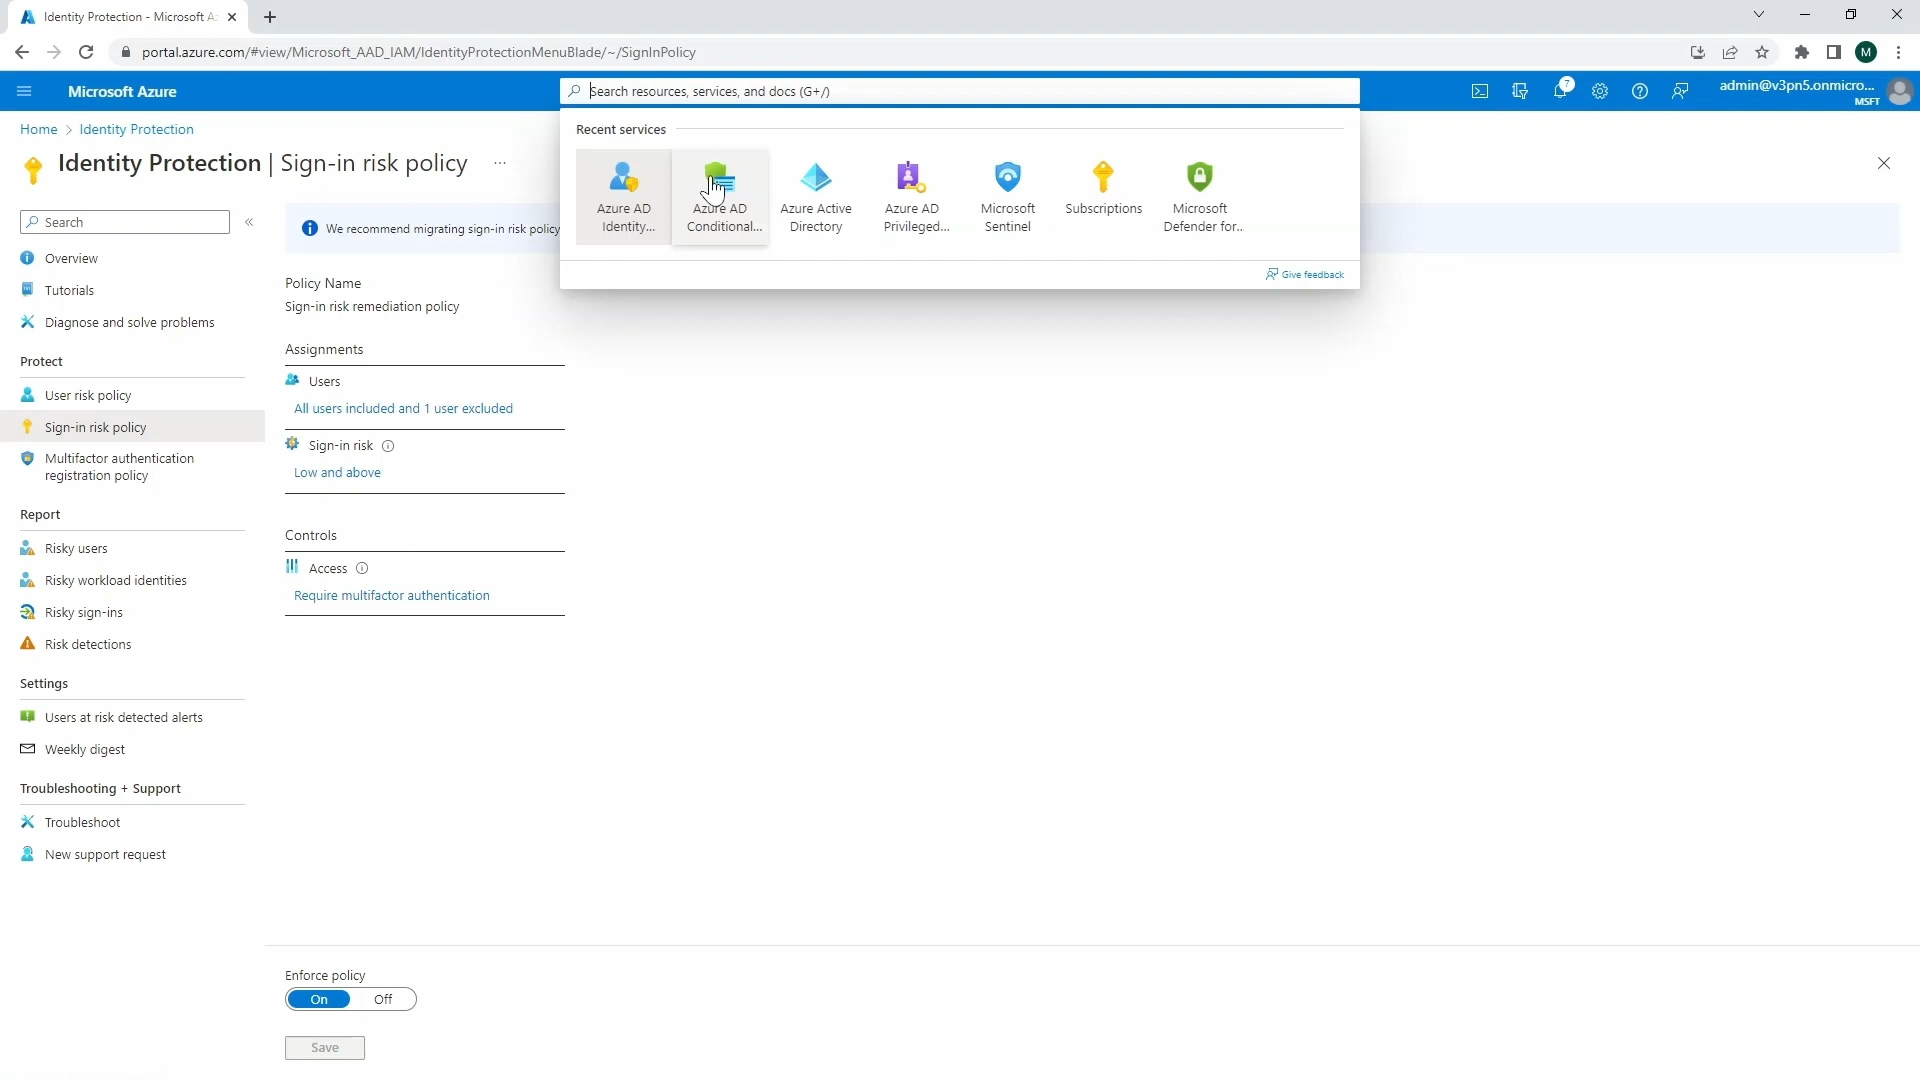 Identity Protection - Microsoft A
portal.azure.com/#view/Microsoft_AAD_IAM/IdentityProtectionMenuBlade/~/SignInPolicy
M
Microsoft Azure
Search resources, services, and docs (G+/)
7
admin@v3pn5.onmicro...
MSFT
Home > Identity Protection
Identity Protection | Sign-in risk policy ...
Recent services
Azure AD Identity...
Azure AD Conditional...
Azure Active Directory
Azure AD Privileged...
Microsoft Sentinel
Subscriptions
Microsoft Defender for...
Give feedback
Search
Overview
Tutorials
Diagnose and solve problems
Protect
User risk policy
Sign-in risk policy
Multifactor authentication
registration policy
Report
Risky users
Risky workload identities
Risky sign-ins
Risk detections
Settings
Users at risk detected alerts
Weekly digest
Troubleshooting + Support
Troubleshoot
New support request
We recommend migrating sign-in risk policy
Policy Name
Sign-in risk remediation policy
Assignments
Users
All users included and 1 user excluded
Sign-in risk
Low and above
Controls
Access
Require multifactor authentication
Enforce policy
On Off
Save